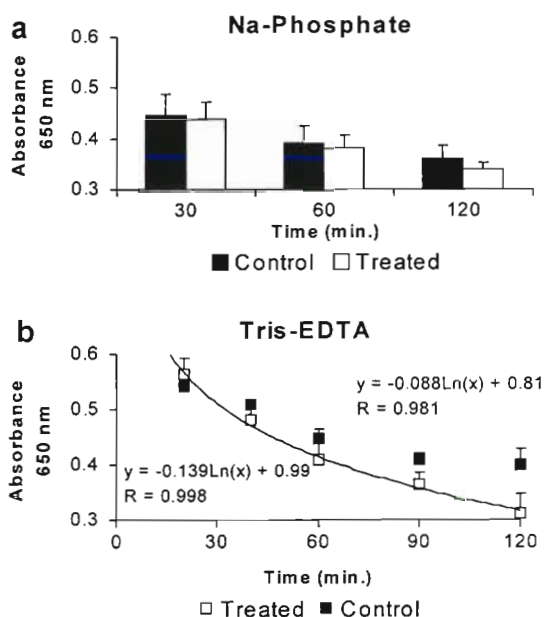 a
Na-Phosphate
Absorbance
650 nm
0.6
0.5
0.4
0.3
30 60 120
Time (min.)
■ Control □ Treated
b
Tris-EDTA
Absorbance
650 nm
0.6
0.5
0.4
0.3
y = -0.088Ln(x) + 0.81
R = 0.981
y = -0.139Ln(x) + 0.99
R = 0.998
0 30 60 90 120
Time (min.)
□ Treated ■ Control